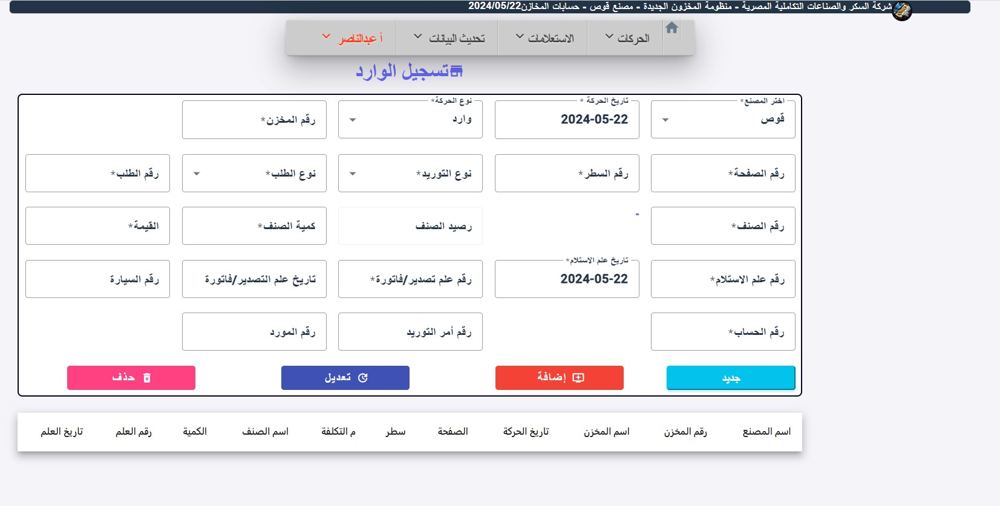 شركة السكر والصناعات التكاملية المصرية - منظومة المخزون الجديدة - مصنع قوص - حسابات المخازن2024/05/22
الحركات الاستعلامات تحديث البيانات أ عبدالناصر
تسجيل الوارد
اختر المصنع* تاريخ الحركة * نوع الحركة*
قوص 2024-05-22 وارد رقم المخزن*
رقم الصفحة* رقم السطر* نوع التوريد* نوع الطلب* رقم الطلب*
رقم الصنف* - رصيد الصنف كمية الصنف* القيمة*
تاريخ علم الاستلام*
رقم علم الاستلام* 2024-05-22 رقم علم تصدير/فاتورة* تاريخ علم التصدير/فاتورة رقم السيارة
رقم الحساب* رقم أمر التوريد رقم المورد
جديد إضافة تعديل حذف
اسم المصنع رقم المخزن اسم المخزن تاريخ الحركة الصفحة سطر م التكلفة اسم الصنف الكمية رقم العلم تاريخ العلم